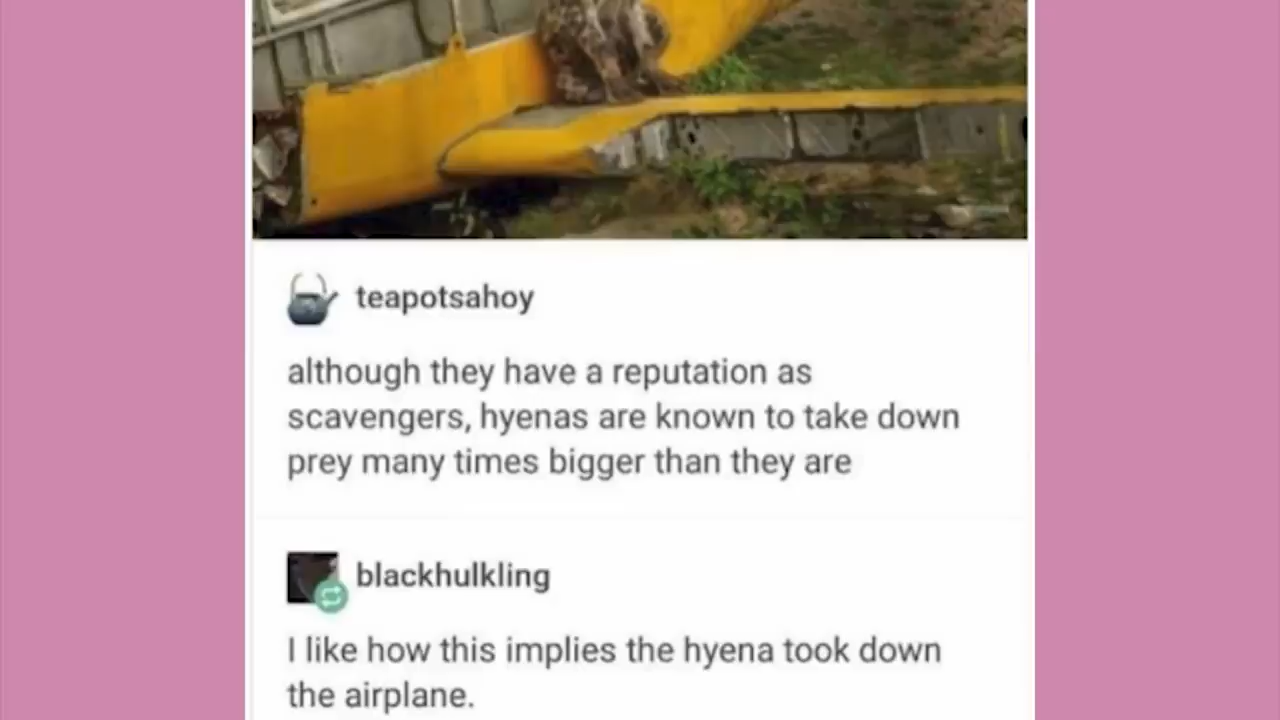 teapotsahoy
although they have a reputation as
scavengers, hyenas are known to take down
prey many times bigger than they are
blackhulkling
I like how this implies the hyena took down
the airplane.